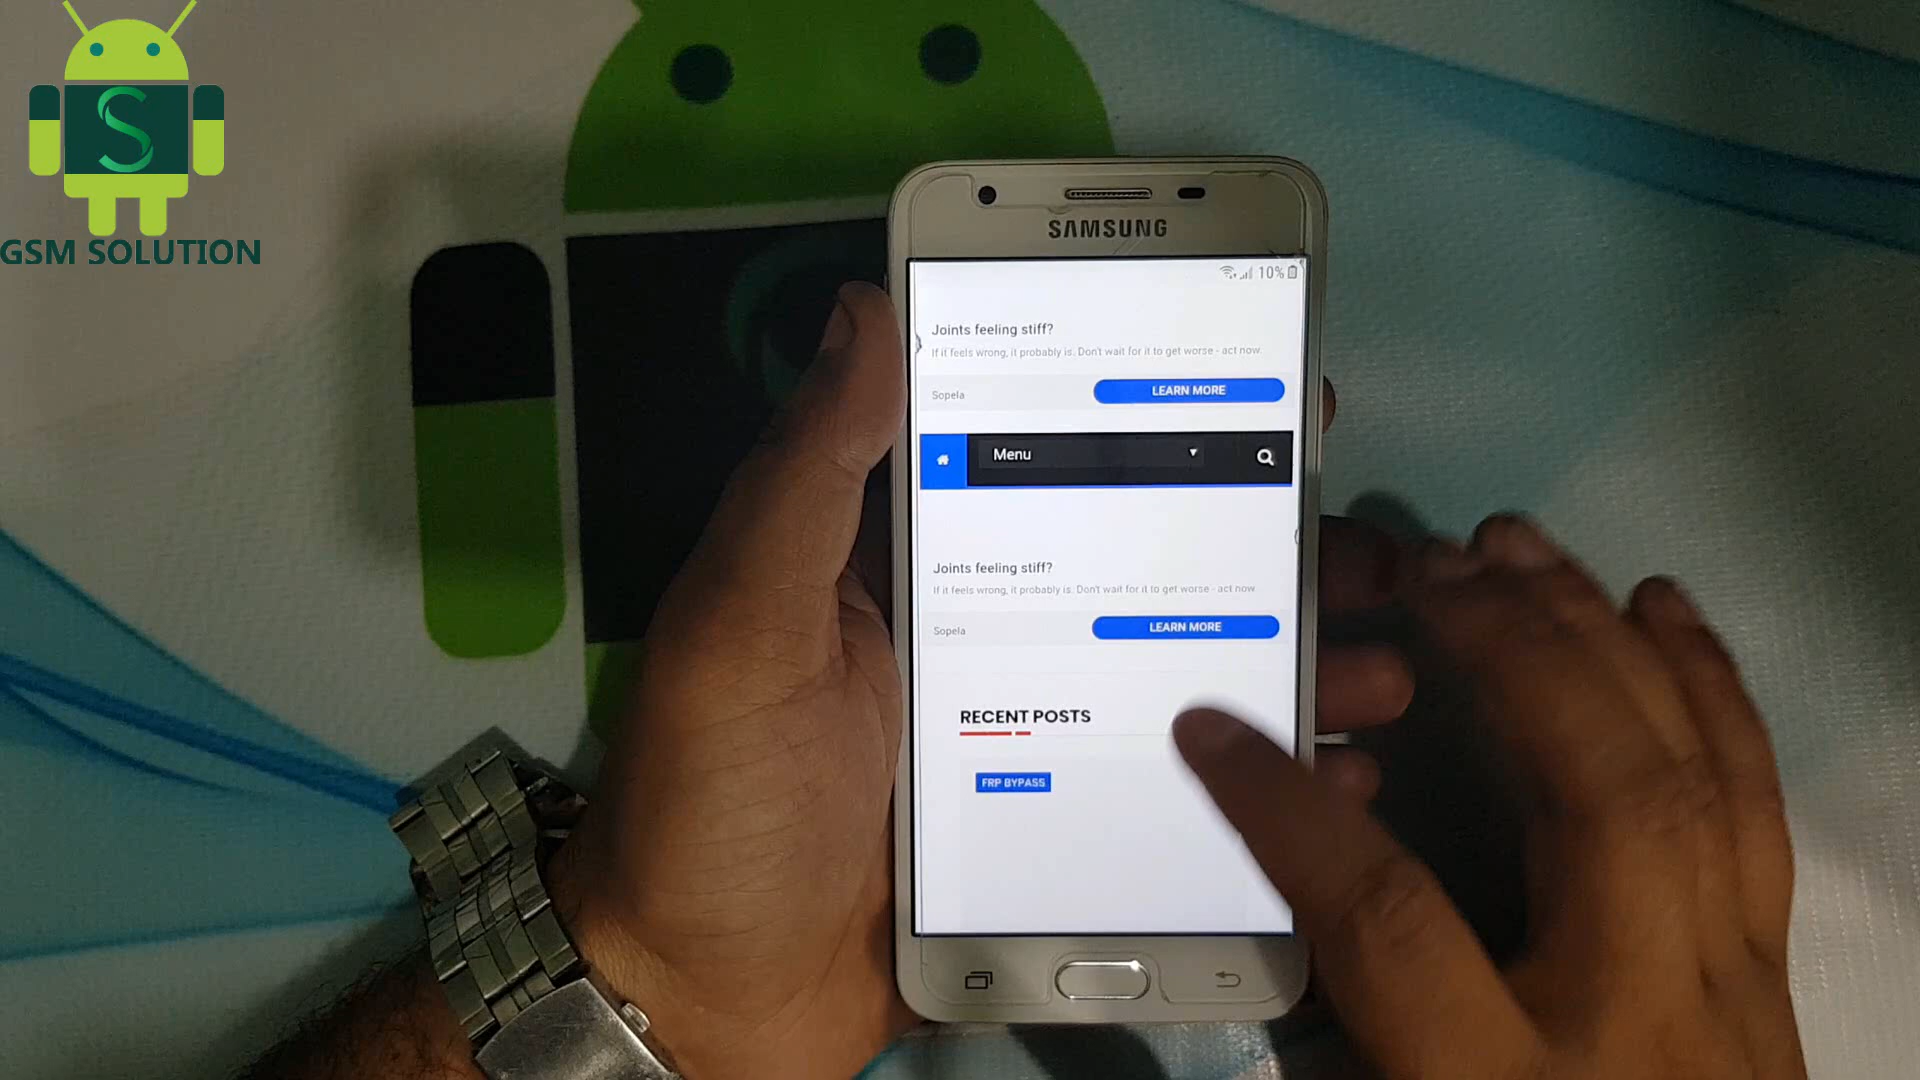 S
GSM SOLUTION
SAMSUNG
10%
Joints feeling stiff?
If it feels wrong, it probably is. Don't wait for it to get worse - act now.
Sopela
LEARN MORE
Menu
Joints feeling stiff?
If it feels wrong, it probably is. Don't wait for it to get worse - act now.
Sopela
LEARN MORE
RECENT POSTS
FRP BYPASS